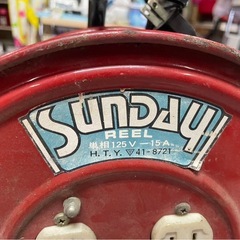 SUNDAY
REEL
単相125V－15A
H.T.Y. ▽41-8721